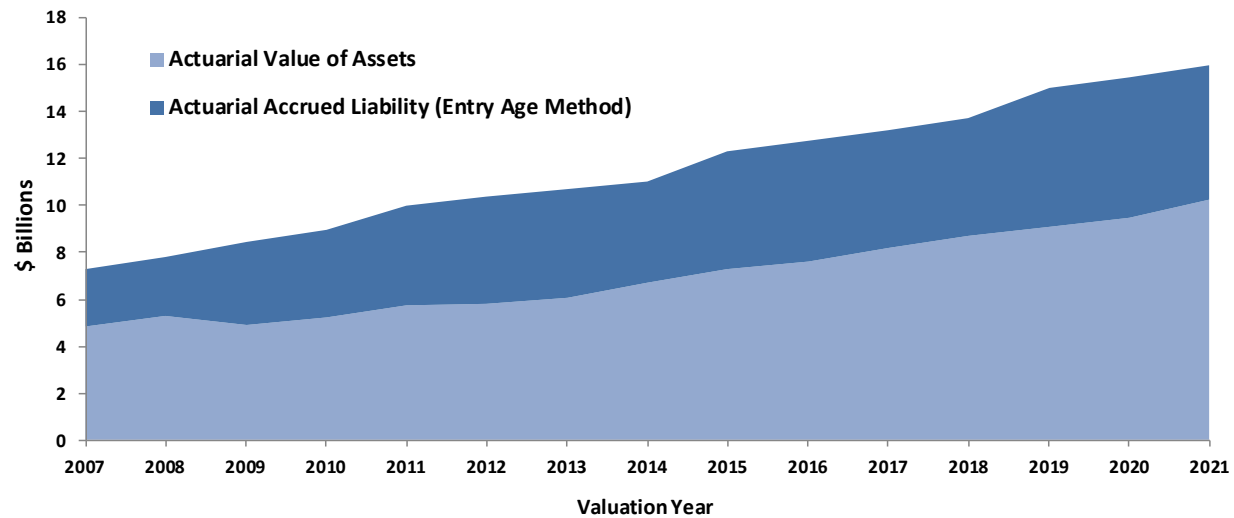 18
16
14
12
10
8
6
4
2
0
$ Billions
Actuarial Value of Assets
Actuarial Accrued Liability (Entry Age Method)
2007 2008 2009 2010 2011 2012 2013 2014 2015 2016 2017 2018 2019 2020 2021
Valuation Year